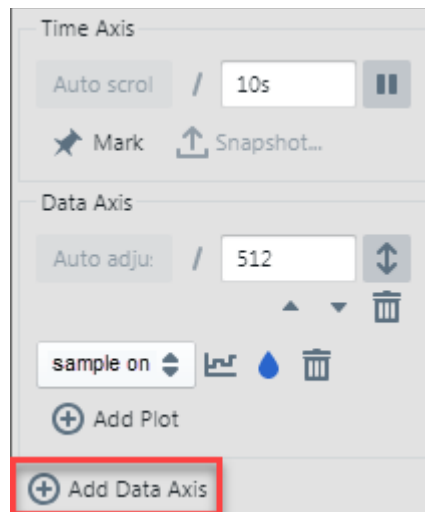 Time Axis
Auto scrol / 10s
Mark Snapshot...
Data Axis
Auto adju: / 512
sample on
Add Plot
Add Data Axis